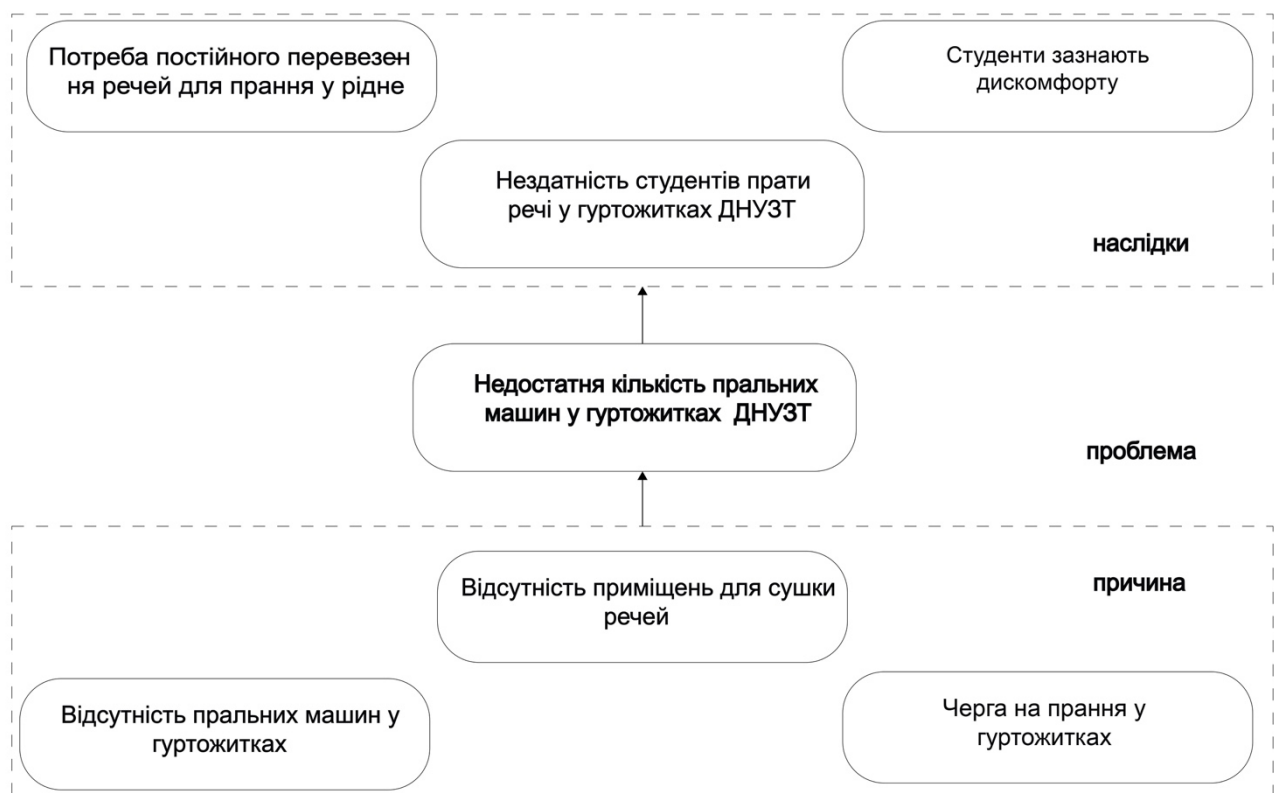 Потреба постійного перевезен
ня речей для прання у рідне
Студенти зазнають
дискомфорту
Нездатність студентів прати
речі у гуртожитках ДНУЗТ
наслідки
Недостатня кількість пральних
машин у гуртожитках ДНУЗТ
проблема
Відсутність приміщень для сушки
речей
причина
Відсутність пральних машин у
гуртожитках
Черга на прання у
гуртожитках